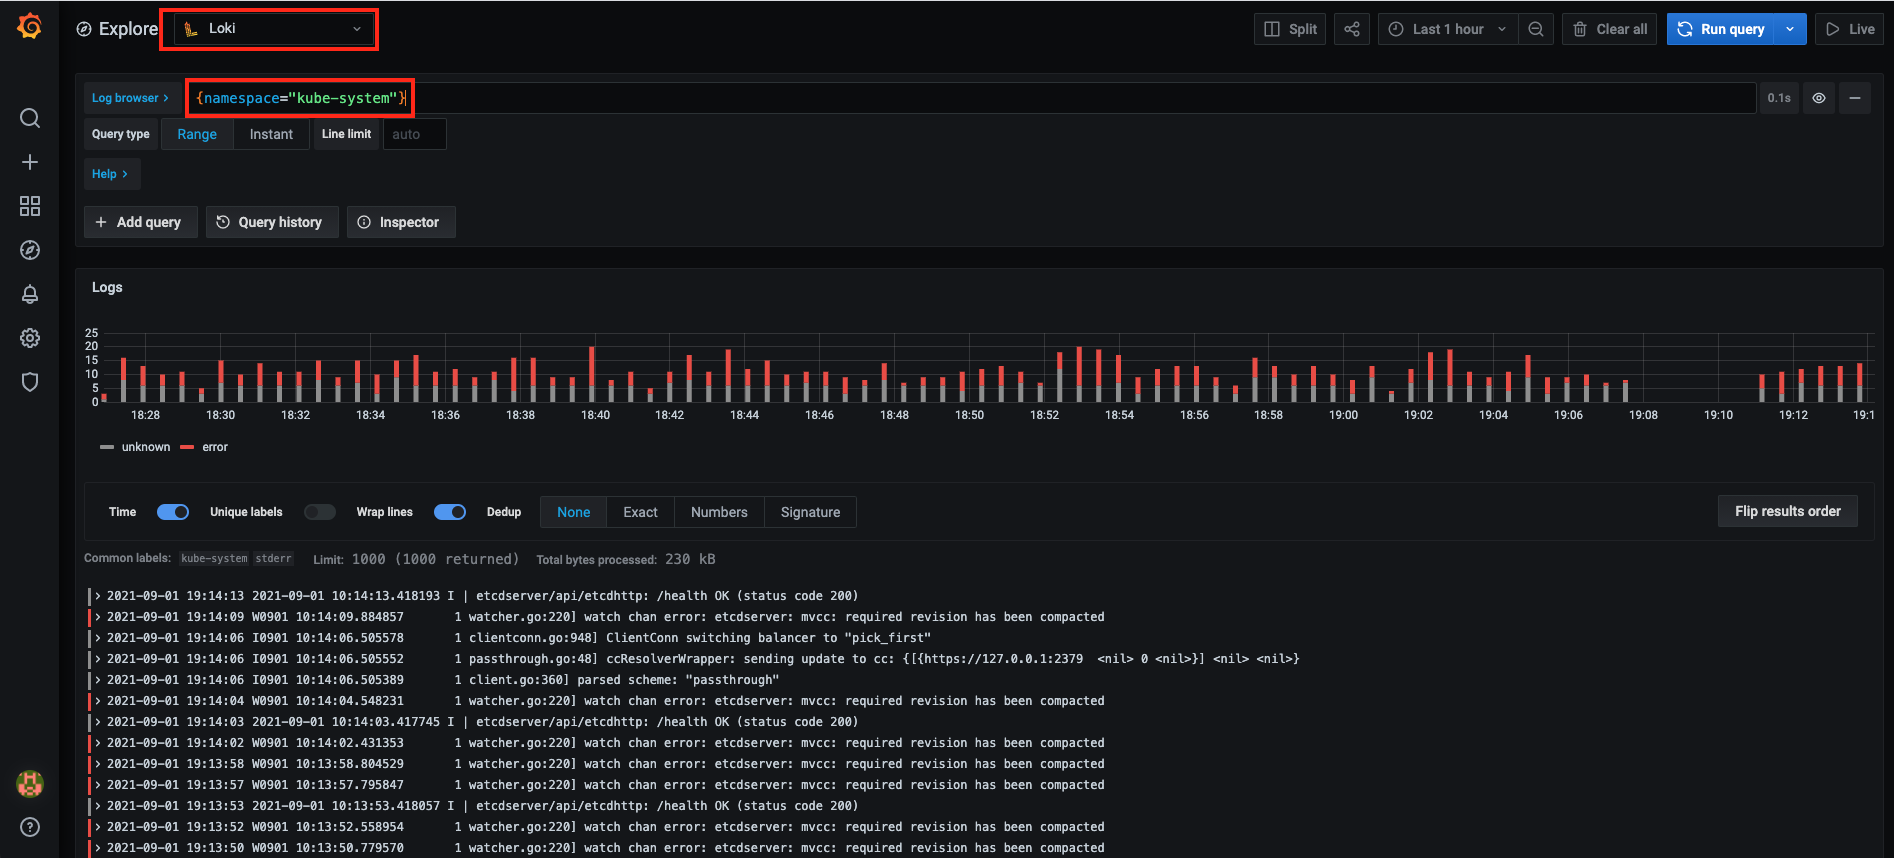 Explore Loki Split Last 1 hour Clear all Run query Live
Log browser > {namespace="kube-system"} 0.1s
Query type Range Instant Line limit auto
Help >
+ Add query Query history Inspector
Logs
25
20
15
10
5
0
18:28 18:30 18:32 18:34 18:36 18:38 18:40 18:42 18:44 18:46 18:48 18:50 18:52 18:54 18:56 18:58 19:00 19:02 19:04 19:06 19:08 19:10 19:12 19:1
unknown error
Time Unique labels Wrap lines Dedup None Exact Numbers Signature Flip results order
Common labels: kube-system stderr Limit: 1000 (1000 returned) Total bytes processed: 230 kB
> 2021-09-01 19:14:13 2021-09-01 10:14:13.418193 I | etcdserver/api/etcdhttp: /health OK (status code 200)
> 2021-09-01 19:14:09 W0901 10:14:09.884857 1 watcher.go:220] watch chan error: etcdserver: mvcc: required revision has been compacted
> 2021-09-01 19:14:06 I0901 10:14:06.505578 1 clientconn.go:948] ClientConn switching balancer to "pick_first"
> 2021-09-01 19:14:06 I0901 10:14:06.505552 1 passthrough.go:48] ccResolverWrapper: sending update to cc: {[{https://127.0.0.1:2379 <nil> 0 <nil>}] <nil> <nil>}
> 2021-09-01 19:14:06 I0901 10:14:06.505389 1 client.go:360] parsed scheme: "passthrough"
> 2021-09-01 19:14:04 W0901 10:14:04.548231 1 watcher.go:220] watch chan error: etcdserver: mvcc: required revision has been compacted
> 2021-09-01 19:14:03 2021-09-01 10:14:03.417745 I | etcdserver/api/etcdhttp: /health OK (status code 200)
> 2021-09-01 19:14:02 W0901 10:14:02.431353 1 watcher.go:220] watch chan error: etcdserver: mvcc: required revision has been compacted
> 2021-09-01 19:13:58 W0901 10:13:58.804529 1 watcher.go:220] watch chan error: etcdserver: mvcc: required revision has been compacted
> 2021-09-01 19:13:57 W0901 10:13:57.795847 1 watcher.go:220] watch chan error: etcdserver: mvcc: required revision has been compacted
> 2021-09-01 19:13:53 2021-09-01 10:13:53.418057 I | etcdserver/api/etcdhttp: /health OK (status code 200)
> 2021-09-01 19:13:52 W0901 10:13:52.558954 1 watcher.go:220] watch chan error: etcdserver: mvcc: required revision has been compacted
> 2021-09-01 19:13:50 W0901 10:13:50.779570 1 watcher.go:220] watch chan error: etcdserver: mvcc: required revision has been compacted